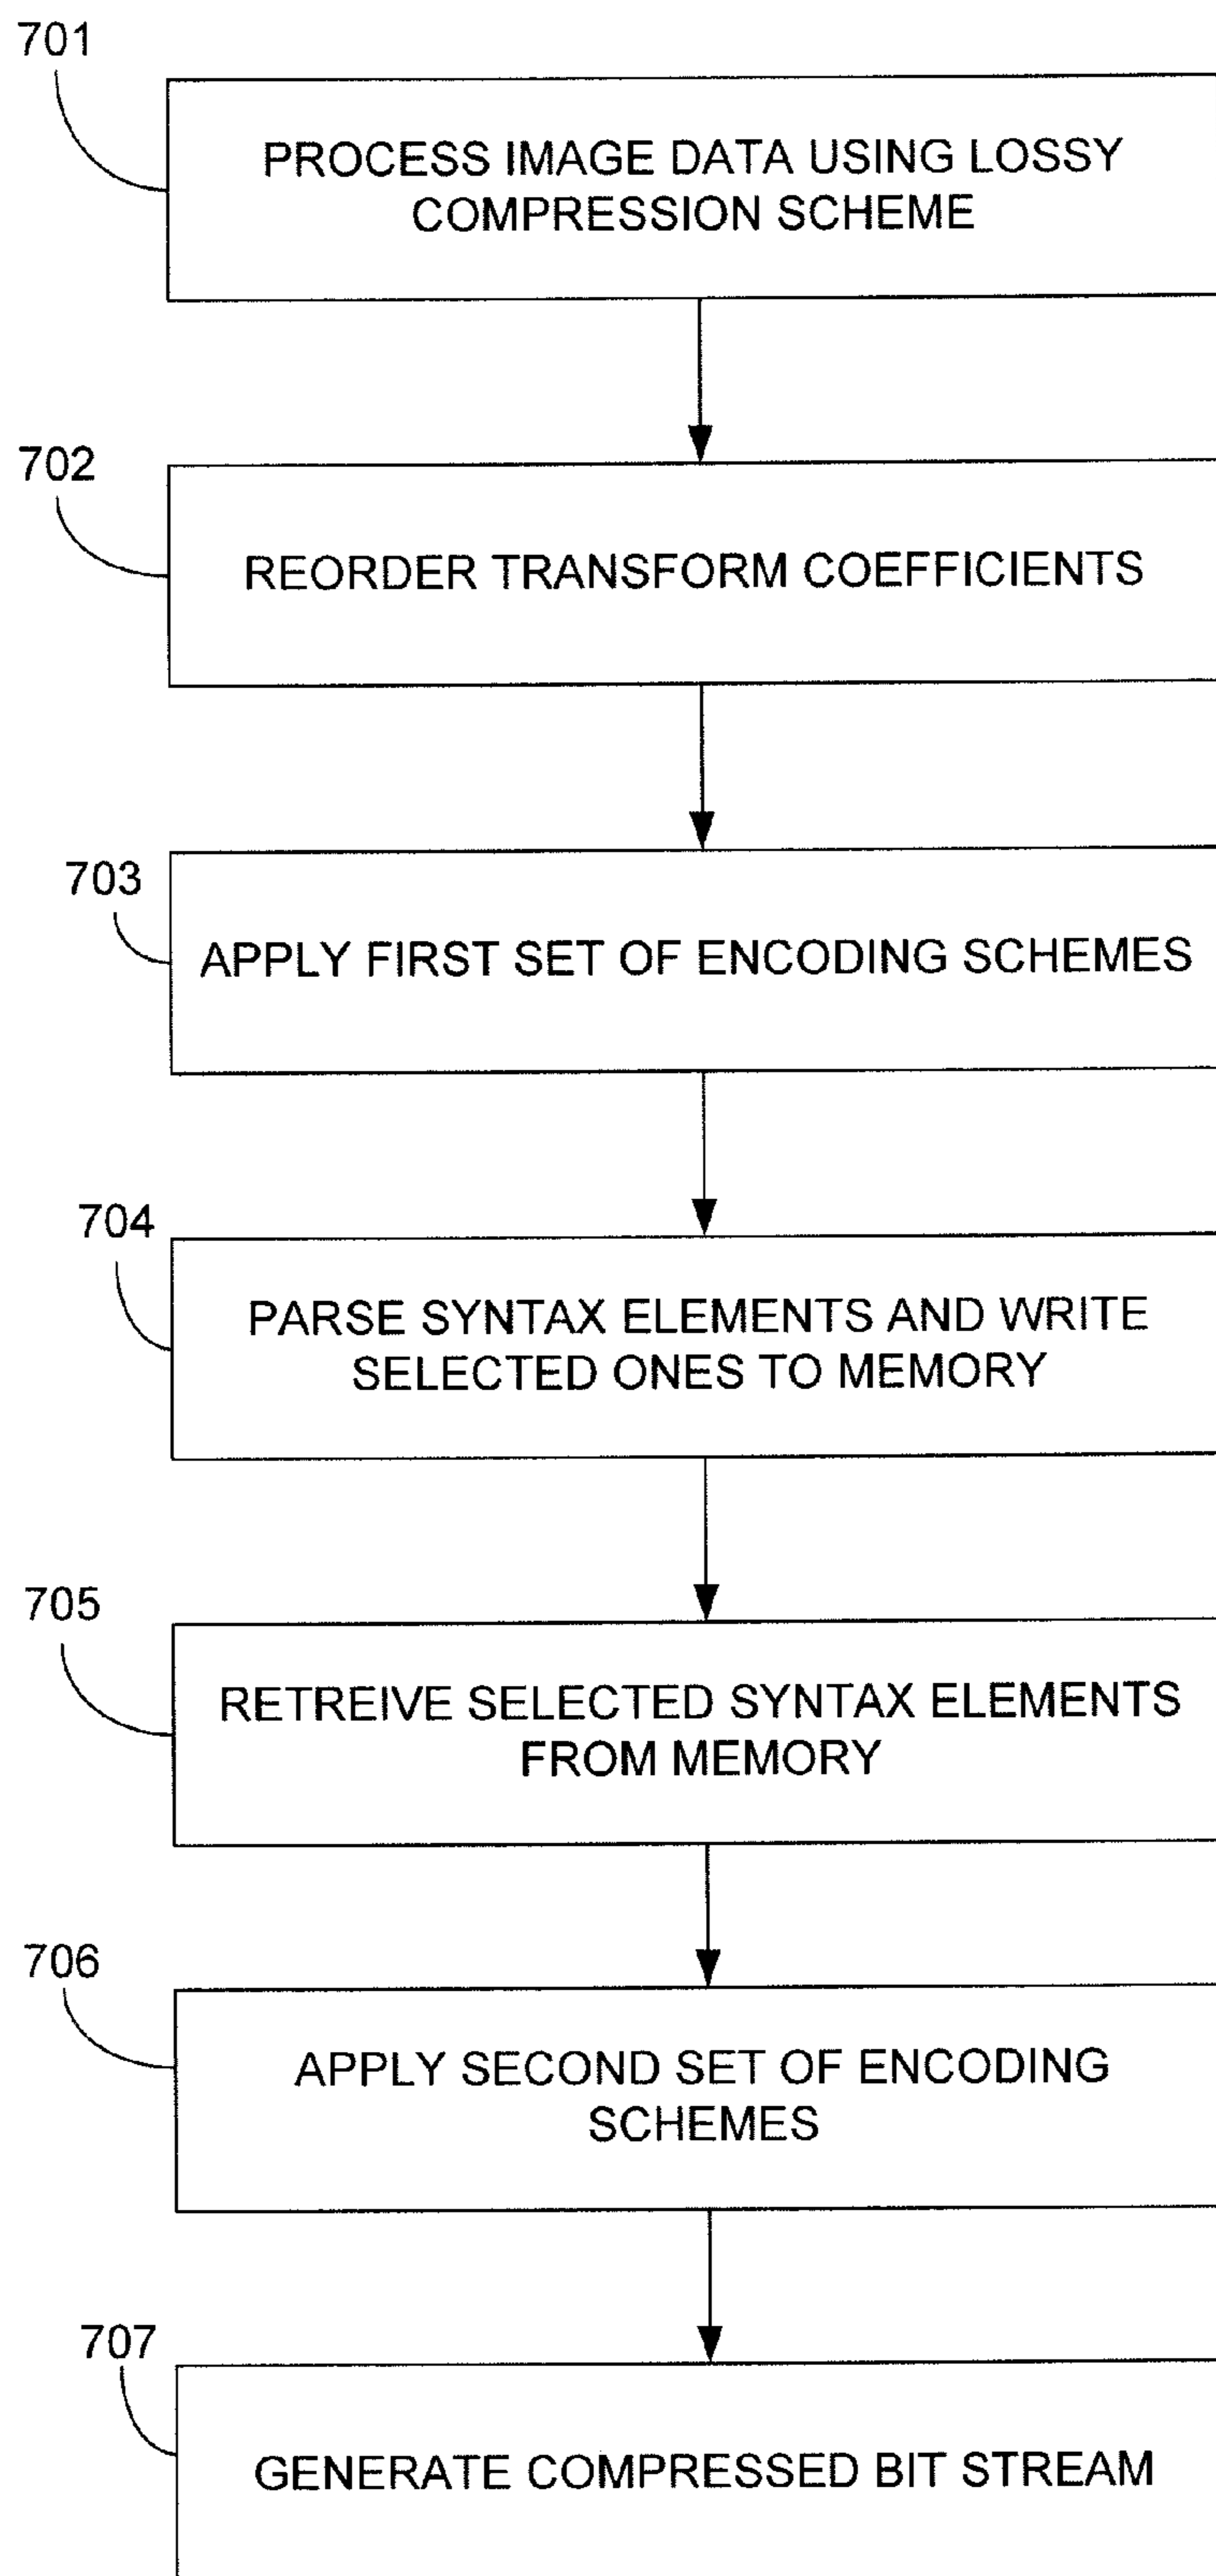 701
PROCESS IMAGE DATA USING LOSSY
COMPRESSION SCHEME
702
REORDER TRANSFORM COEFFICIENTS
703
APPLY FIRST SET OF ENCODING SCHEMES
704
PARSE SYNTAX ELEMENTS AND WRITE
SELECTED ONES TO MEMORY
705
RETREIVE SELECTED SYNTAX ELEMENTS
FROM MEMORY
706
APPLY SECOND SET OF ENCODING
SCHEMES
707
GENERATE COMPRESSED BIT STREAM